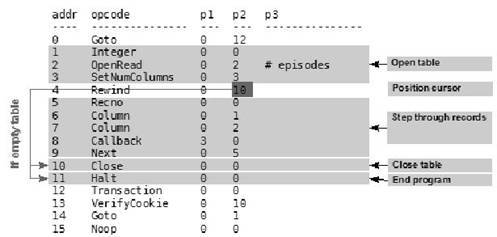 addr opcode p1 p2 p3
---- -------------- ---- ---- ---------------
0 Goto 0 12
1 Integer 0 0
2 OpenRead 0 2 # episodes Open table
3 SetNumColumns 0 3
4 Rewind 0 10 Position cursor
5 Recno 0 0
6 Column 0 1
7 Column 0 2 Step through records
8 Callback 3 0
9 Next 0 5
10 Close 0 0 Close table
11 Halt 0 0 End program
12 Transaction 0 0
13 VerifyCookie 0 10
14 Goto 0 1
15 Noop 0 0
If empty table